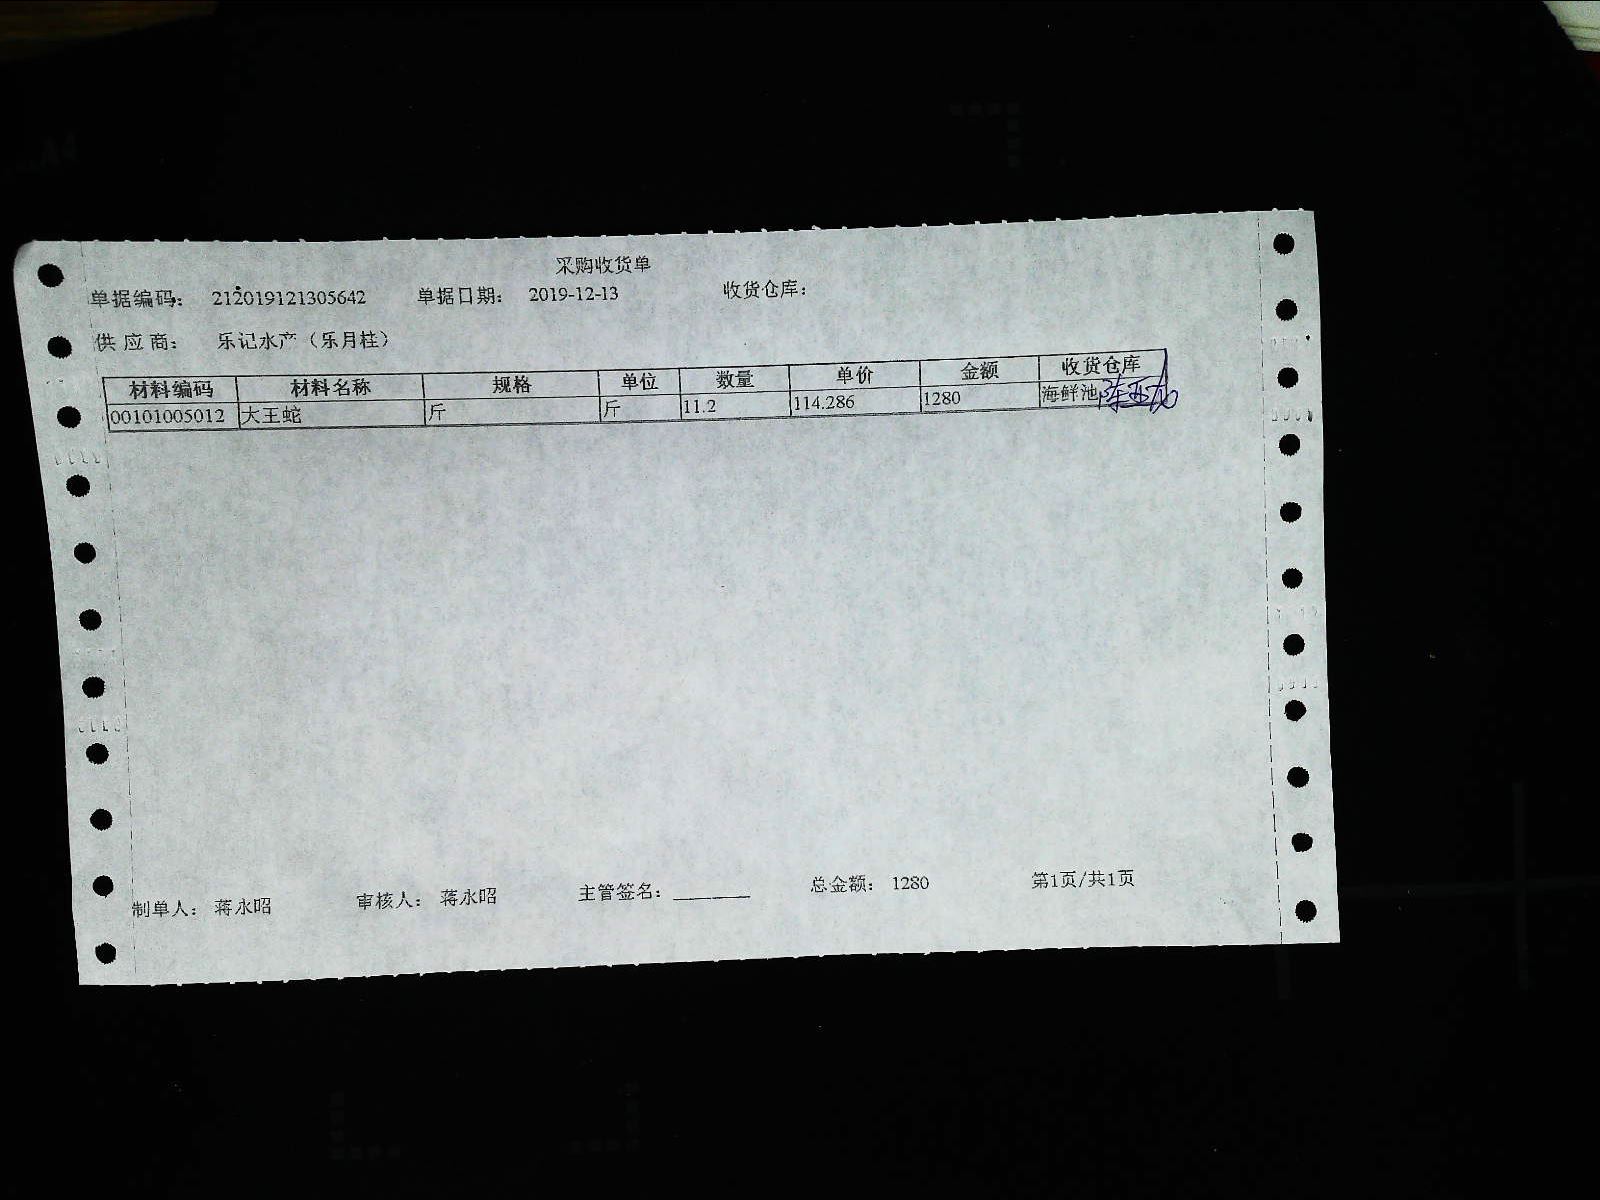 采购收货单
单据编码： 212019121305642 单据日期： 2019-12-13 收货仓库：
供 应 商： 乐记水产（乐月桂）
材料编码 材料名称 规格 单位 数量 单价 金额 收货仓库
00101005012 大王蛇 斤 斤 11.2 114.286 1280 海鲜池
制单人： 蒋永昭 审核人： 蒋永昭 主管签名：________ 总金额： 1280 第1页/共1页